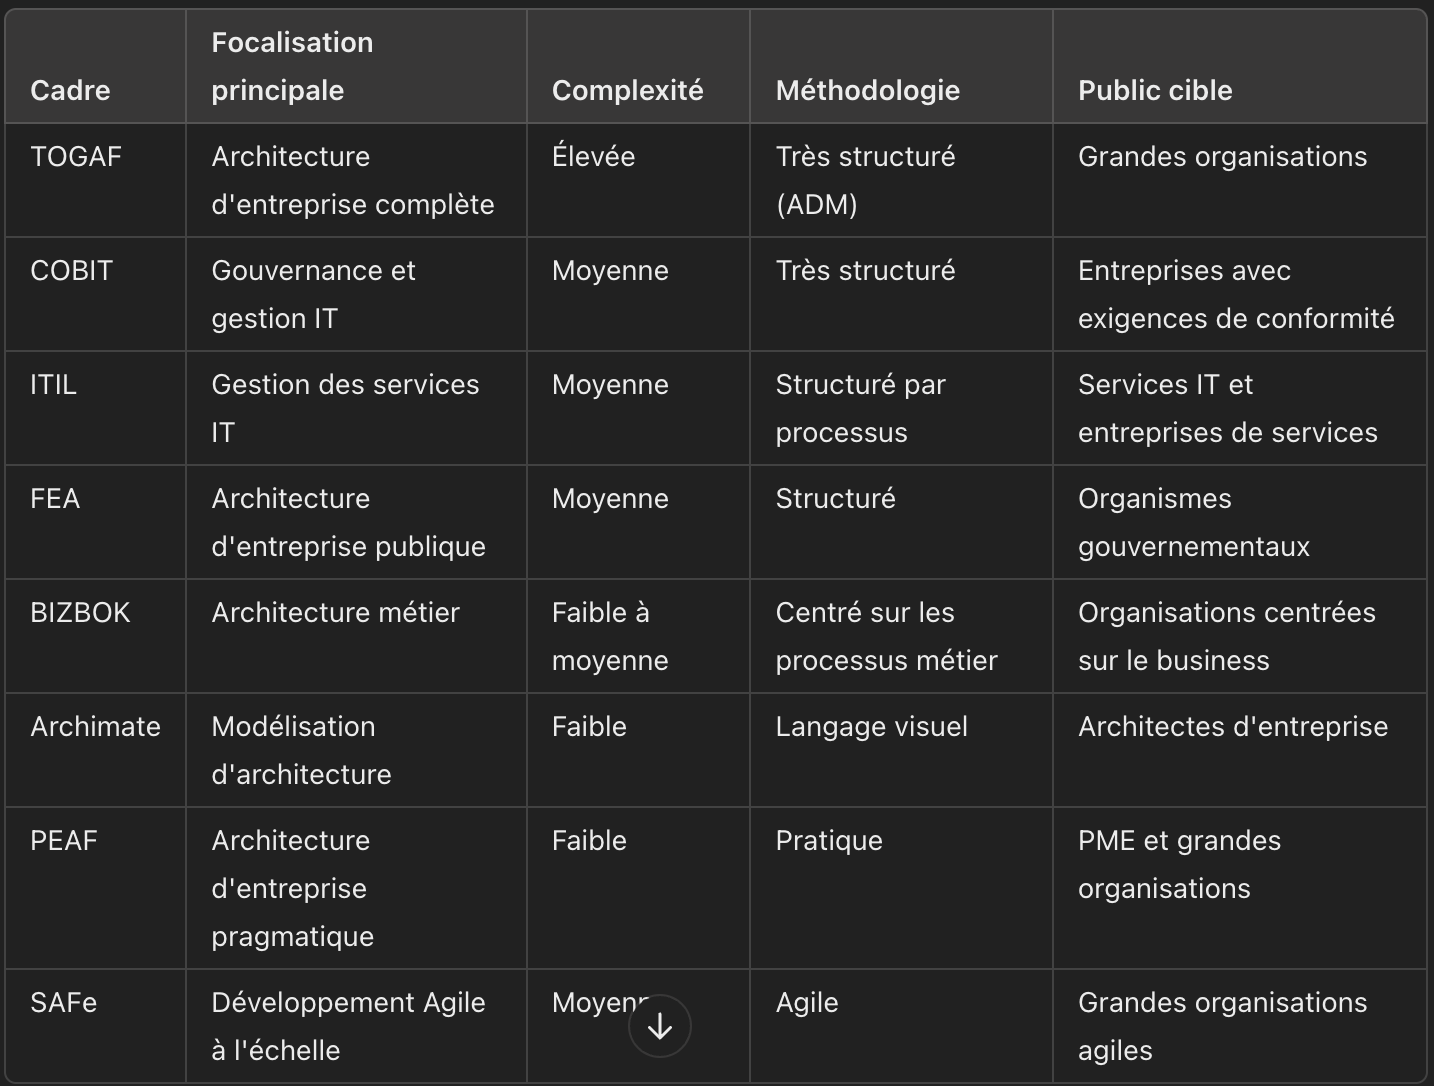 Cadre
Focalisation
principale
Complexité
Méthodologie
Public cible
TOGAF
Architecture
d'entreprise complète
Élevée
Très structuré
(ADM)
Grandes organisations
COBIT
Gouvernance et
gestion IT
Moyenne
Très structuré
Entreprises avec
exigences de conformité
ITIL
Gestion des services
IT
Moyenne
Structuré par
processus
Services IT et
entreprises de services
FEA
Architecture
d'entreprise publique
Moyenne
Structuré
Organismes
gouvernementaux
BIZBOK
Architecture métier
Faible à
moyenne
Centré sur les
processus métier
Organisations centrées
sur le business
Archimate
Modélisation
d'architecture
Faible
Langage visuel
Architectes d'entreprise
PEAF
Architecture
d'entreprise
pragmatique
Faible
Pratique
PME et grandes
organisations
SAFe
Développement Agile
à l'échelle
Agile
Grandes organisations
agiles